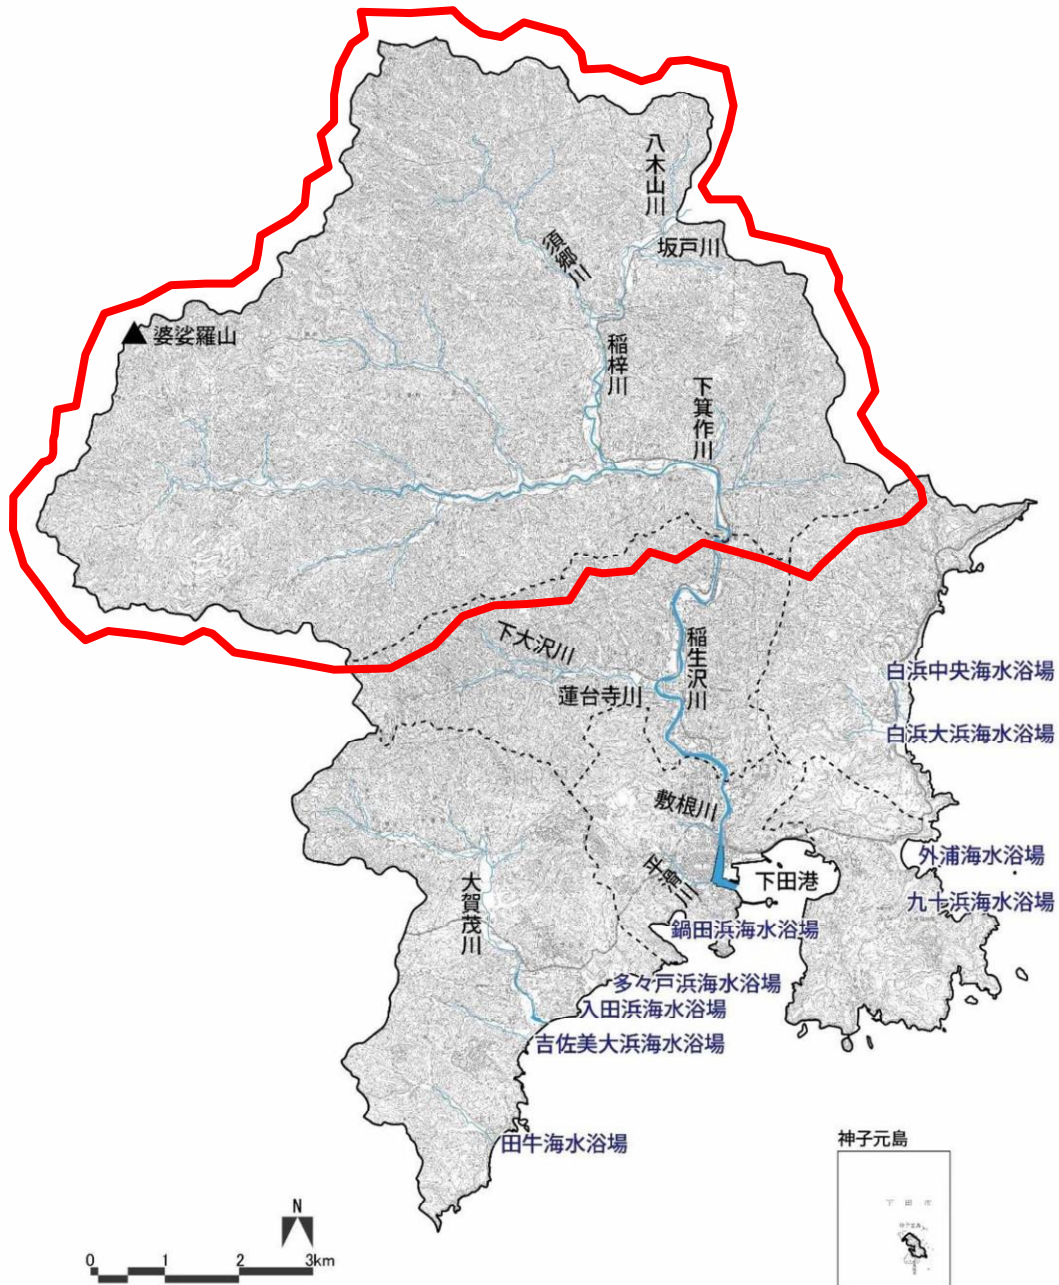 八木山川
坂戸川
須郷川
婆娑羅山
稲梓川
下箕作川
下大沢川
稲生沢川
蓮台寺川
白浜中央海水浴場
白浜大浜海水浴場
敷根川
平滑川
下田港
外浦海水浴場
九十浜海水浴場
大賀茂川
鍋田浜海水浴場
多々戸浜海水浴場
入田浜海水浴場
吉佐美大浜海水浴場
田牛海水浴場
神子元島
下田市
N
0 1 2 3km